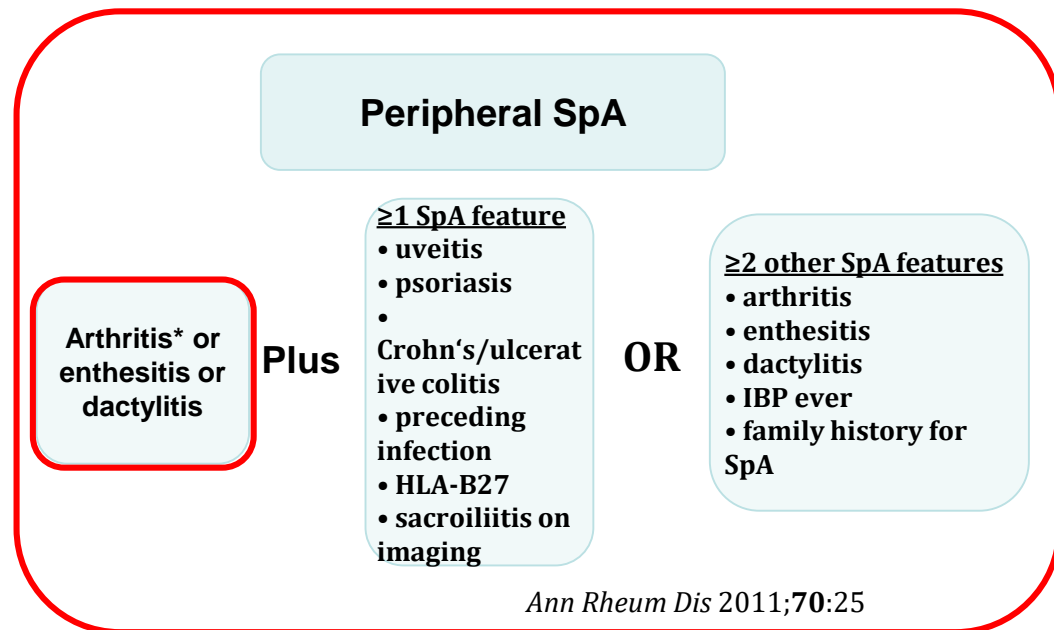 Peripheral SpA
Arthritis* or
enthesitis or
dactylitis
Plus
≥1 SpA feature
• uveitis
• psoriasis
•
Crohn‘s/ulcerat
ive colitis
• preceding
infection
• HLA-B27
• sacroiliitis on
imaging
OR
≥2 other SpA features
• arthritis
• enthesitis
• dactylitis
• IBP ever
• family history for
SpA
Ann Rheum Dis 2011;70:25